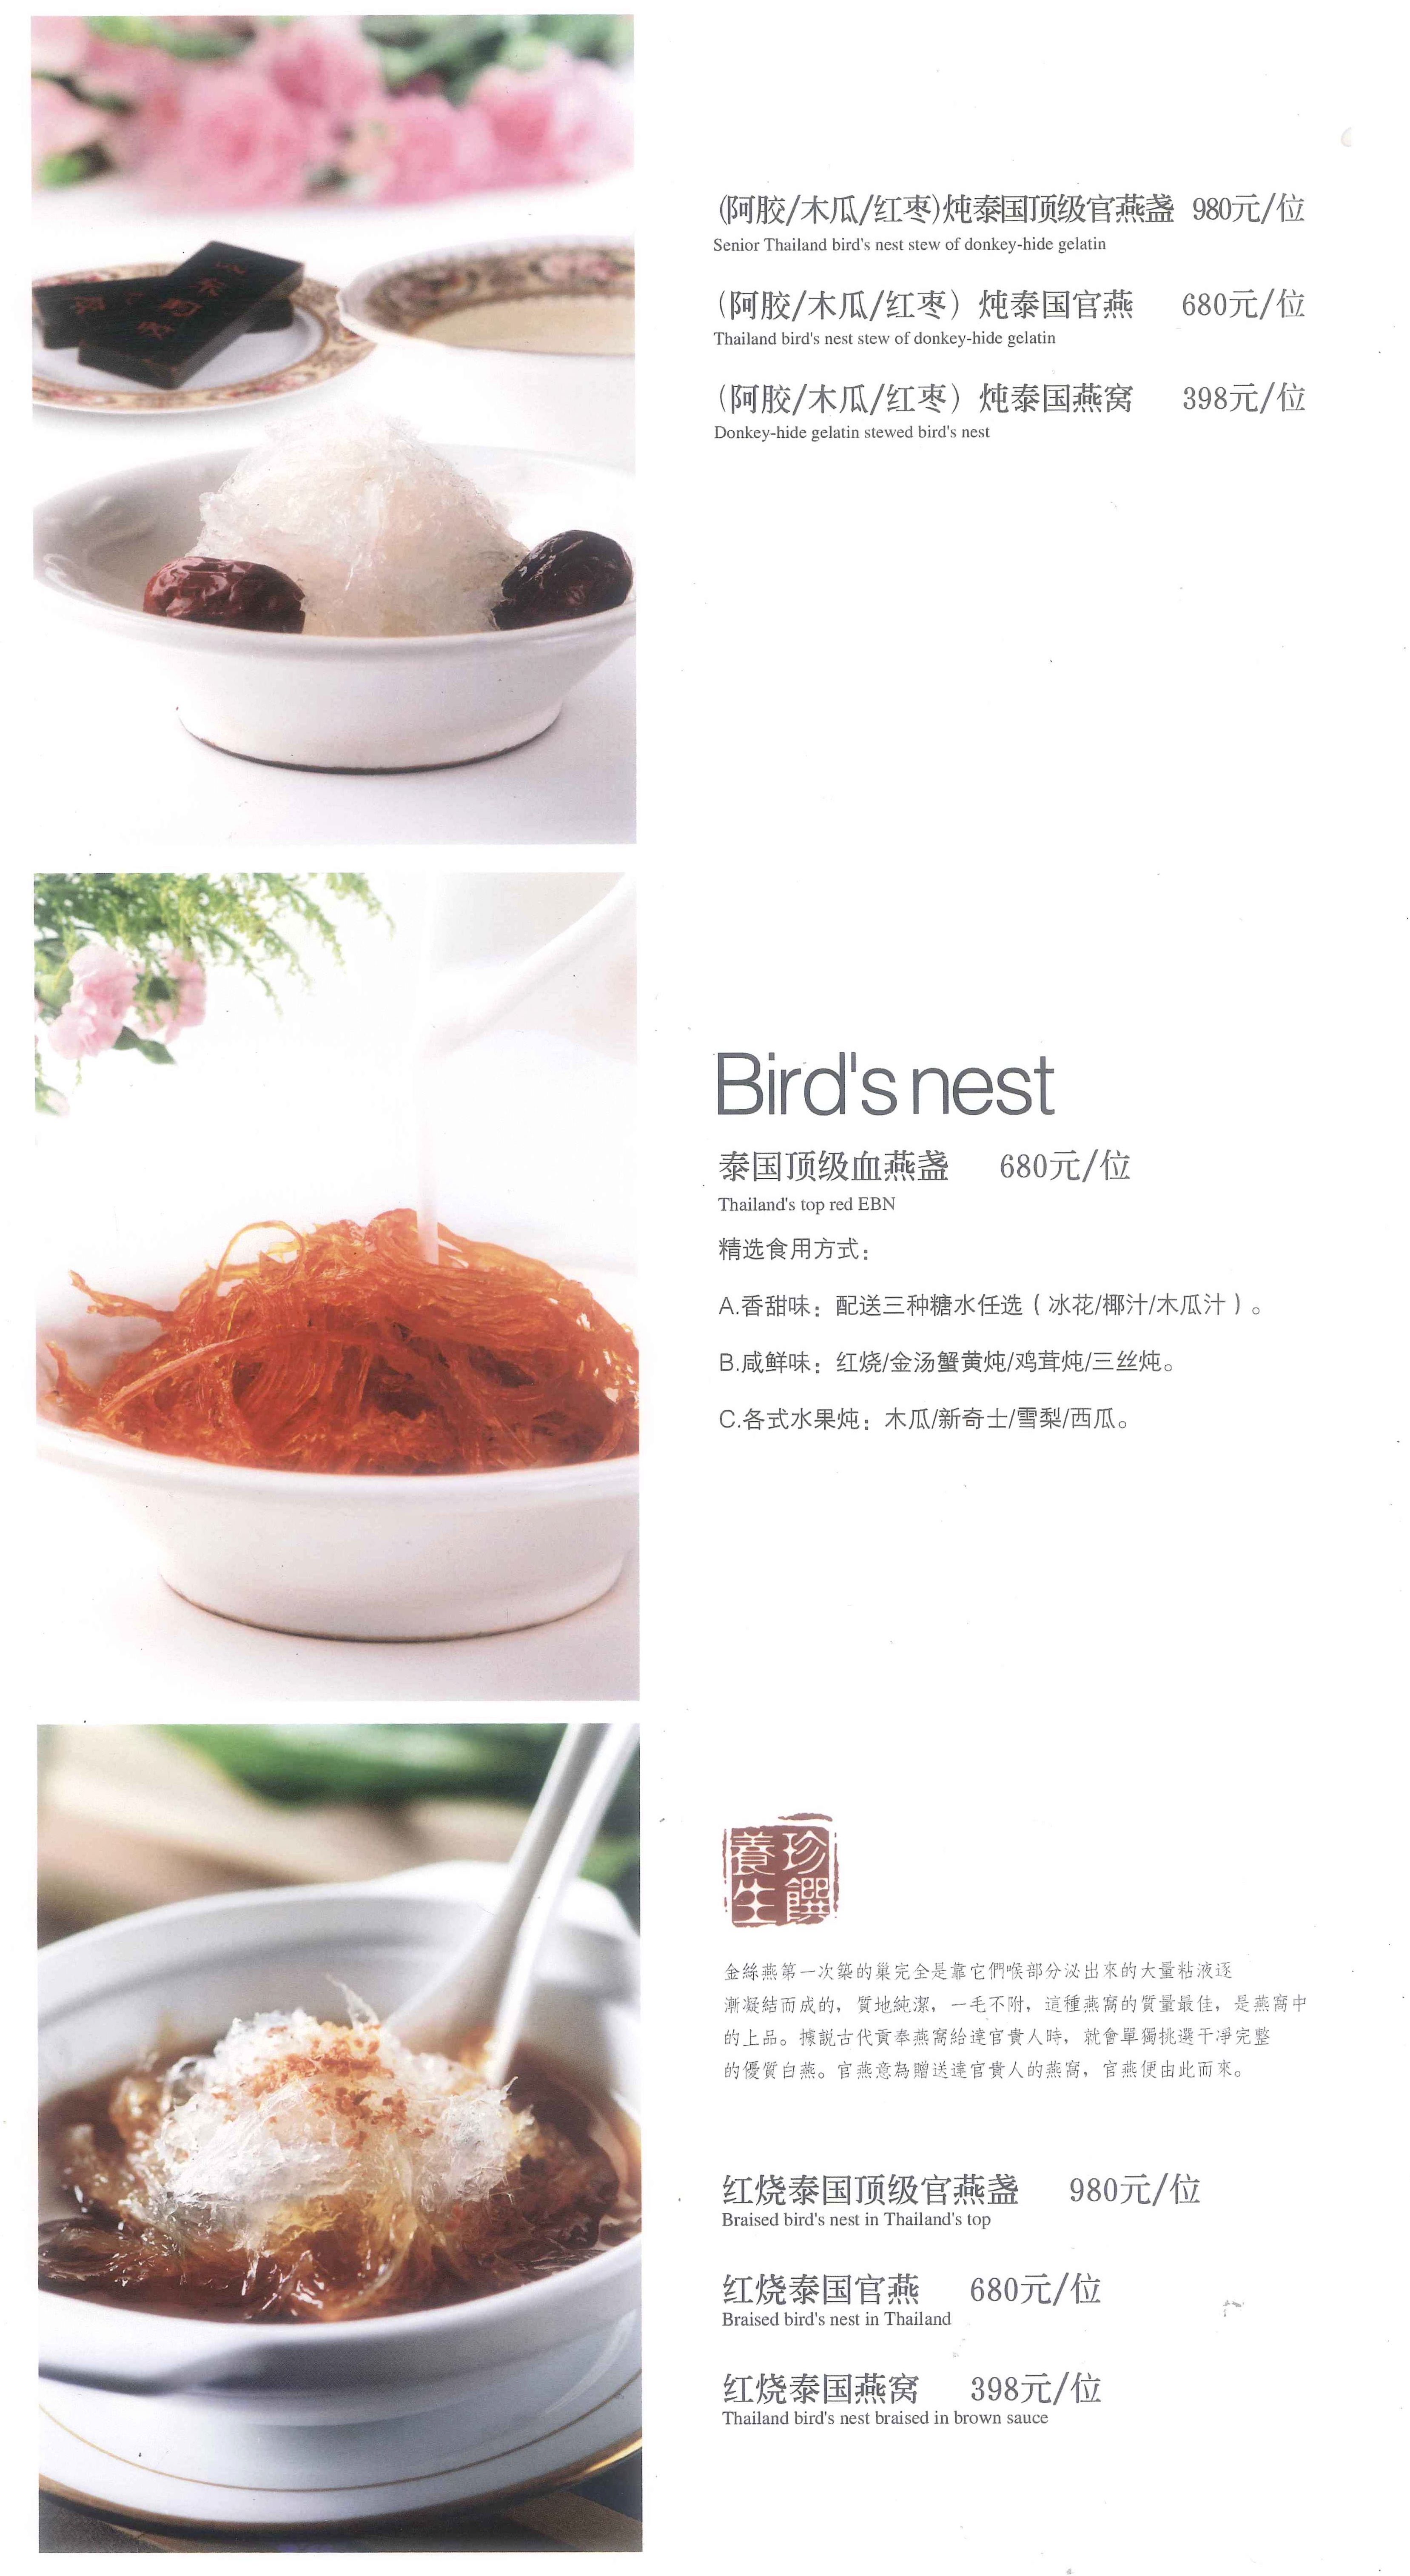 (阿胶/木瓜/红枣)炖泰国顶级官燕盏 980元/位
Senior Thailand bird's nest stew of donkey-hide gelatin
(阿胶/木瓜/红枣) 炖泰国官燕 680元/位
Thailand bird's nest stew of donkey-hide gelatin
(阿胶/木瓜/红枣) 炖泰国燕窝 398元/位
Donkey-hide gelatin stewed bird's nest
Bird's nest
泰国顶级血燕盏 680元/位
Thailand's top red EBN
精选食用方式:
A.香甜味: 配送三种糖水任选 ( 冰花/椰汁/木瓜汁 ) 。
B.咸鲜味: 红烧/金汤蟹黄炖/鸡茸炖/三丝炖。
C.各式水果炖: 木瓜/新奇士/雪梨/西瓜。
珍饌養生
金絲燕第一次築的巢完全是靠它們喉部分泌出來的大量粘液逐
漸凝結而成的, 質地純潔, 一毛不附, 這種燕窩的質量最佳, 是燕窩中
的上品。據説古代貢奉燕窩給達官貴人時, 就會單獨挑選干凈完整
的優質白燕。官燕意為贈送達官貴人的燕窩, 官燕便由此而來。
红烧泰国顶级官燕盏 980元/位
Braised bird's nest in Thailand's top
红烧泰国官燕 680元/位
Braised bird's nest in Thailand
红烧泰国燕窝 398元/位
Thailand bird's nest braised in brown sauce